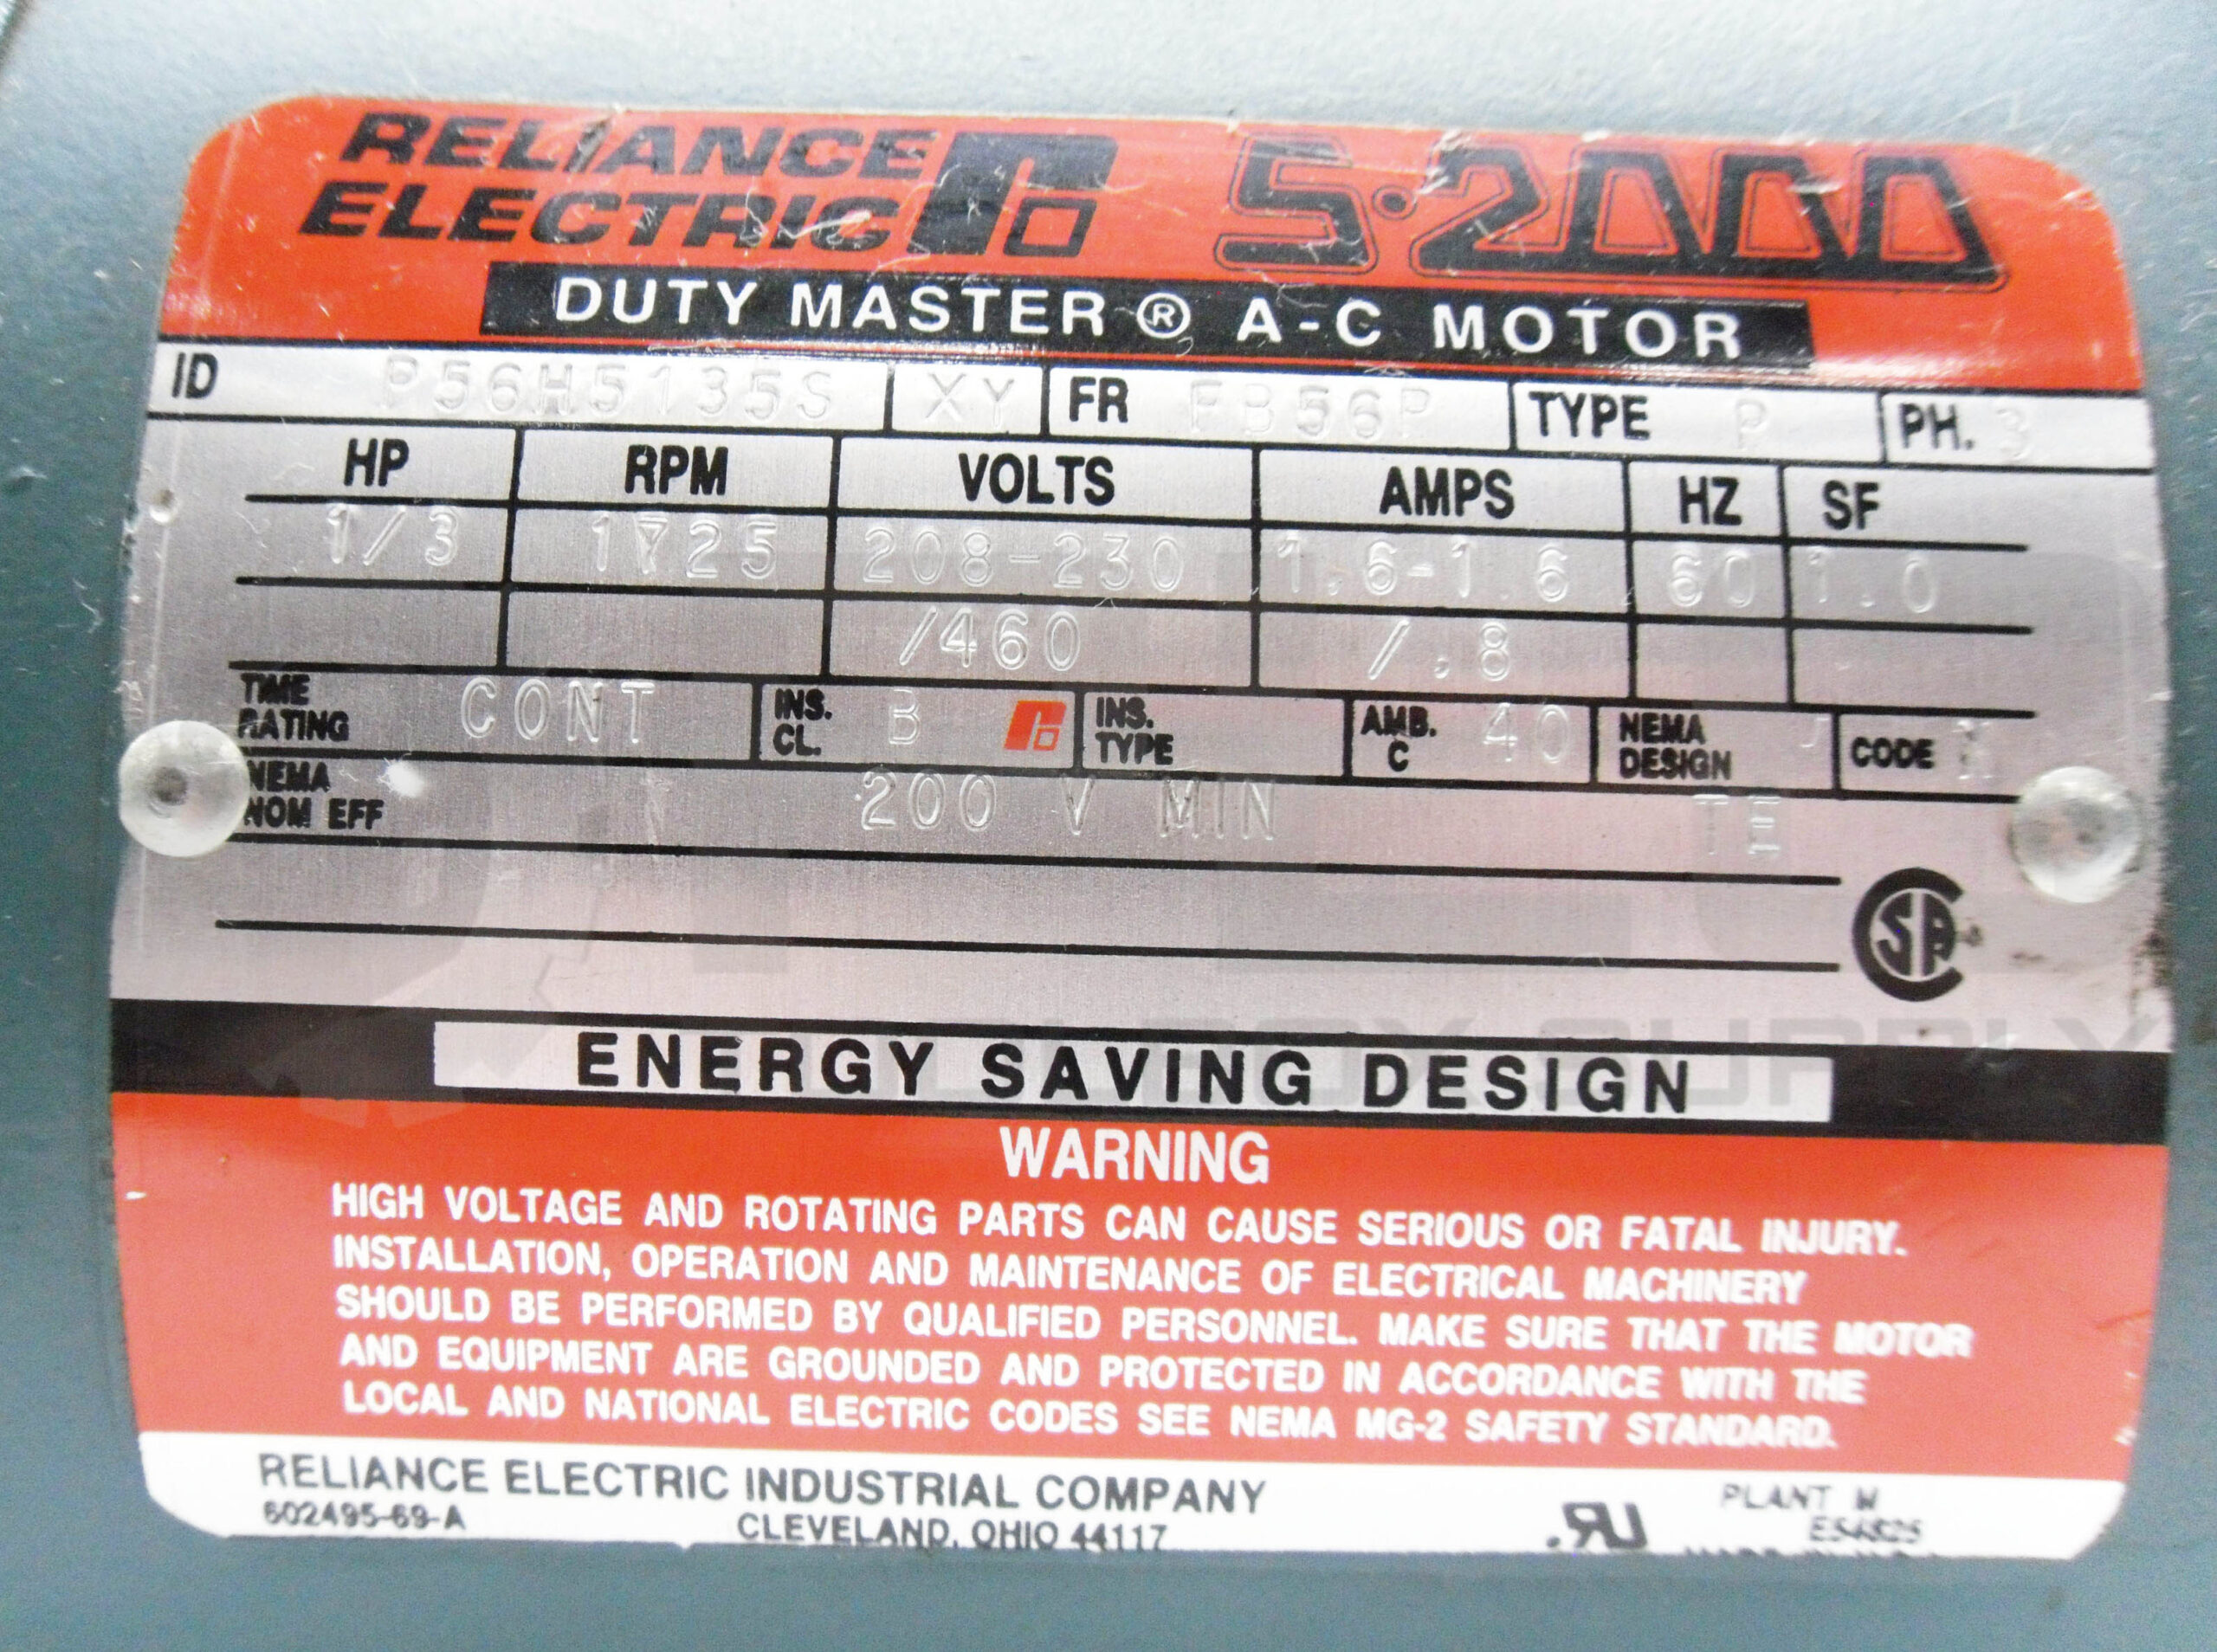 RELIANCE ELECTRIC
S-2000
DUTY MASTER ® A-C MOTOR
ID P56H5135S XY FR FB56P TYPE P PH. 3
HP RPM VOLTS AMPS HZ SF
1/3 1725 208-230 1.6-1.6 60 1.0
/460 /.8
TIME RATING CONT INS. CL. B INS. TYPE AMB. C 40 NEMA DESIGN CODE
NEMA NOM EFF 200 V MIN TE
CSA
ENERGY SAVING DESIGN
WARNING
HIGH VOLTAGE AND ROTATING PARTS CAN CAUSE SERIOUS OR FATAL INJURY.
INSTALLATION, OPERATION AND MAINTENANCE OF ELECTRICAL MACHINERY
SHOULD BE PERFORMED BY QUALIFIED PERSONNEL. MAKE SURE THAT THE MOTOR
AND EQUIPMENT ARE GROUNDED AND PROTECTED IN ACCORDANCE WITH THE
LOCAL AND NATIONAL ELECTRIC CODES SEE NEMA MG-2 SAFETY STANDARD.
RELIANCE ELECTRIC INDUSTRIAL COMPANY
602495-69-A
CLEVELAND, OHIO 44117
PLANT M
E54825